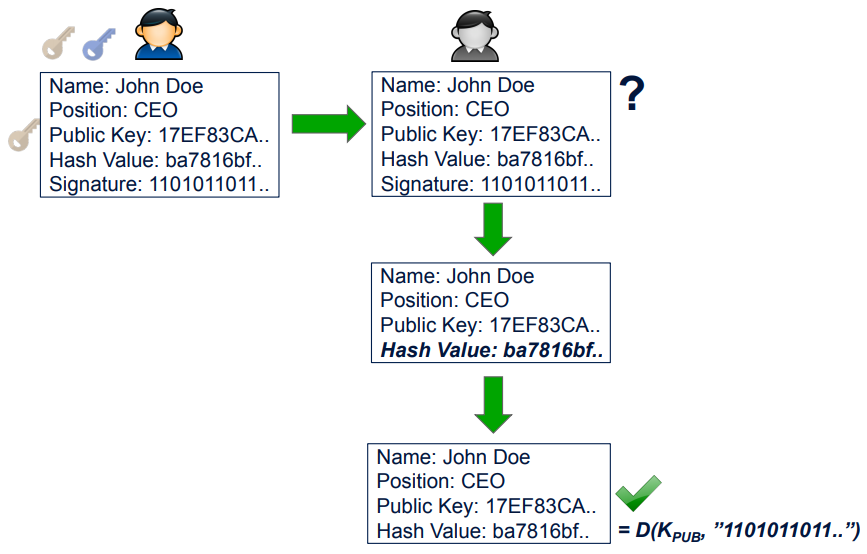 Name: John Doe
Position: CEO
Public Key: 17EF83CA..
Hash Value: ba7816bf..
Signature: 1101011011..
Name: John Doe
Position: CEO
Public Key: 17EF83CA..
Hash Value: ba7816bf..
Signature: 1101011011..
?
Name: John Doe
Position: CEO
Public Key: 17EF83CA..
Hash Value: ba7816bf..
Name: John Doe
Position: CEO
Public Key: 17EF83CA..
Hash Value: ba7816bf..
= D(KPUB, ”1101011011..”)